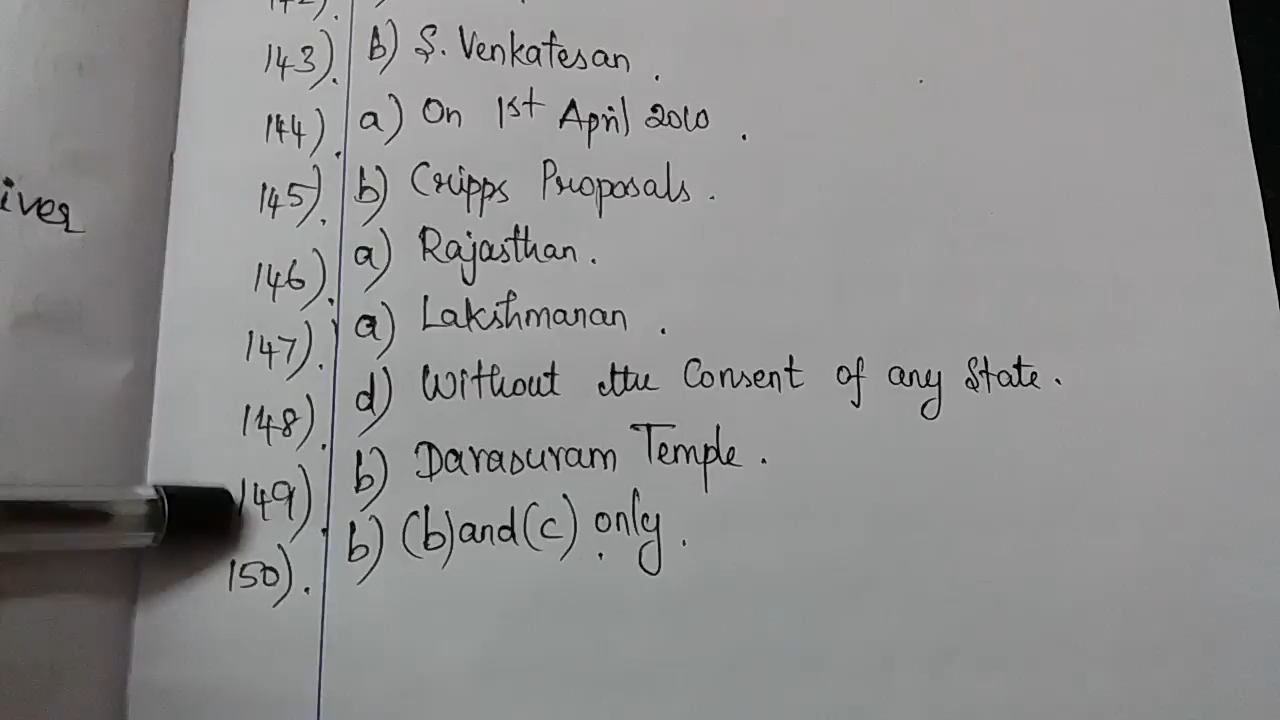 143). b) S. Venkatesan.
144). a) On 1st April 2010.
145). b) Cripps Proposals.
146). a) Rajasthan.
147). a) Lakshmanan.
148). d) Without the Consent of any State.
149). b) Darasuram Temple.
150). b) (b) and (c) only.